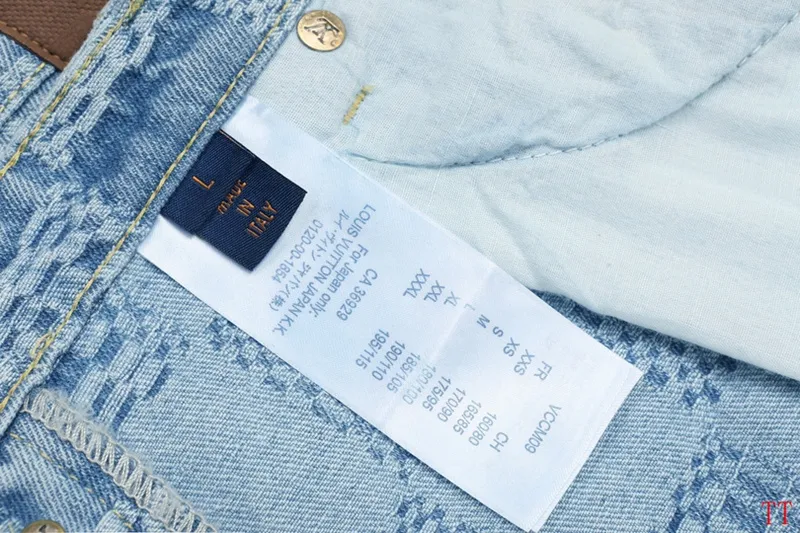 L
MADE
IN
ITALY
VCCM09
FR CH
XXS 160/80
XS 165/85
S 170/90
M 175/95
L 180/100
XL 185/105
XXL 190/110
XXXL 195/115
CA 36929
For Japan only:
LOUIS VUITTON JAPAN K.K.
ルイ・ヴィトン ジャパン(株)
0120-00-1854
TT